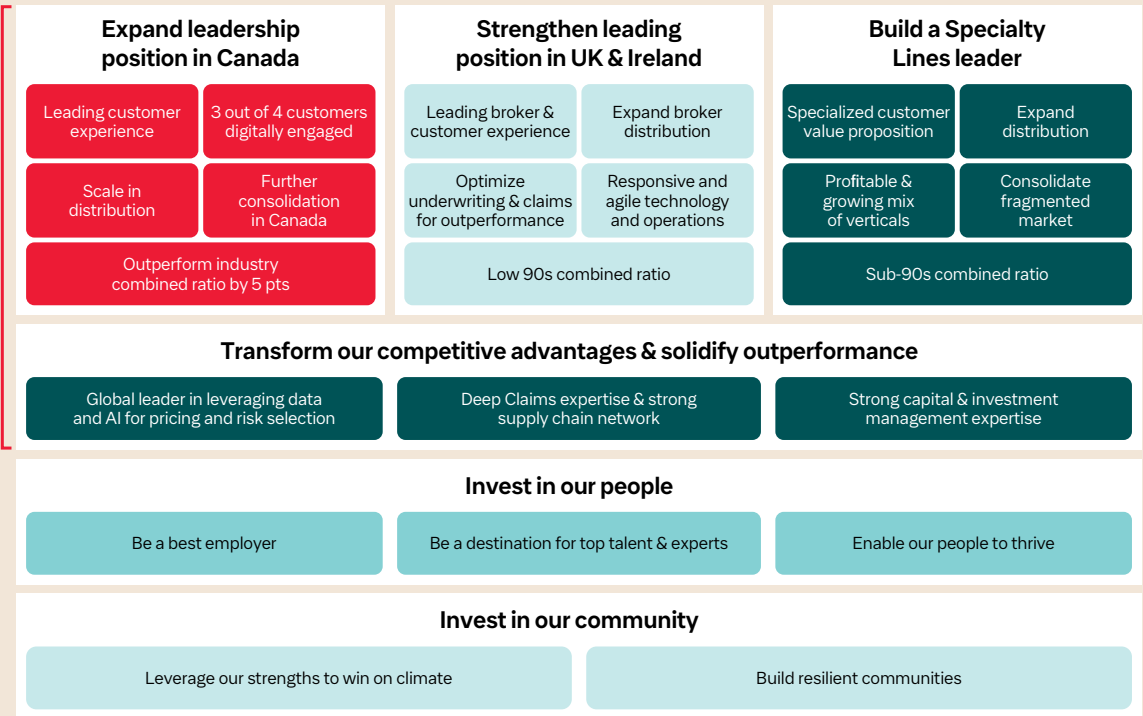 Expand leadership
position in Canada
Leading customer
experience
3 out of 4 customers
digitally engaged
Scale in
distribution
Further
consolidation
in Canada
Outperform industry
combined ratio by 5 pts
Strengthen leading
position in UK & Ireland
Leading broker &
customer experience
Expand broker
distribution
Optimize
underwriting & claims
for outperformance
Responsive and
agile technology
and operations
Low 90s combined ratio
Build a Specialty
Lines leader
Specialized customer
value proposition
Expand
distribution
Profitable &
growing mix
of verticals
Consolidate
fragmented
market
Sub-90s combined ratio
Transform our competitive advantages & solidify outperformance
Global leader in leveraging data
and AI for pricing and risk selection
Deep Claims expertise & strong
supply chain network
Strong capital & investment
management expertise
Invest in our people
Be a best employer
Be a destination for top talent & experts
Enable our people to thrive
Invest in our community
Leverage our strengths to win on climate
Build resilient communities